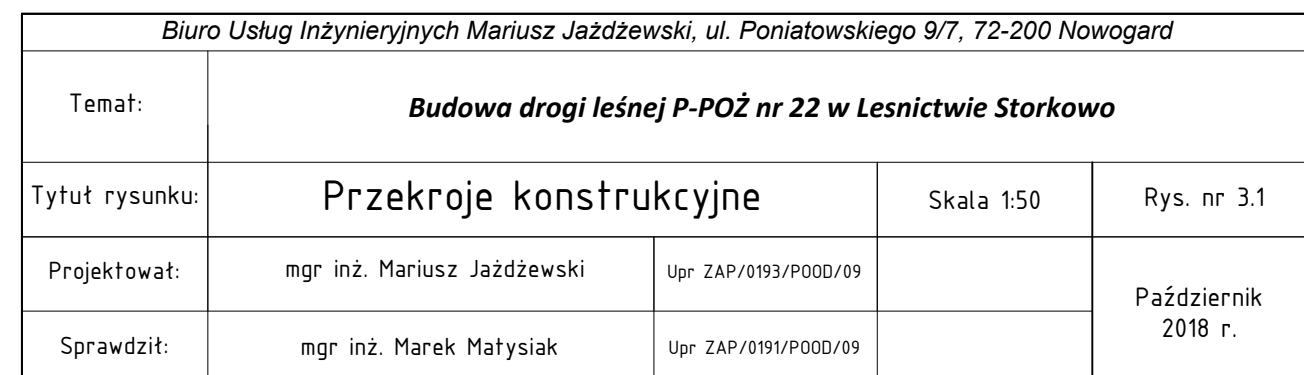 Biuro Usług Inżynieryjnych Mariusz Jażdżewski, ul. Poniatowskiego 9/7, 72-200 Nowogard
Temat:
Budowa drogi leśnej P-POŻ nr 22 w Lesnictwie Storkowo
Tytuł rysunku:
Przekroje konstrukcyjne
Skala 1:50
Rys. nr 3.1
Projektował:
mgr inż. Mariusz Jażdżewski
Upr ZAP/0193/POOD/09
Październik
2018 r.
Sprawdził:
mgr inż. Marek Matysiak
Upr ZAP/0191/POOD/09